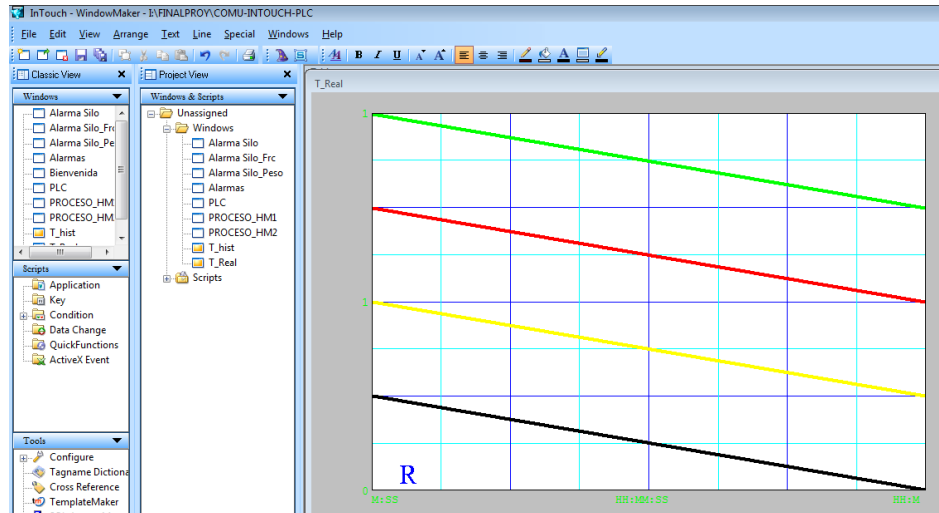 InTouch - WindowMaker - I:\FINALPROY\COMU-INTOUCH-PLC
File Edit View Arrange Text Line Special Windows Help
B I U A A A
Classic View
Windows
Alarma Silo
Alarma Silo_Frc
Alarma Silo_Pe
Alarmas
Bienvenida
PLC
PROCESO_HM
PROCESO_HM
T_hist
Scripts
Application
Key
Condition
Data Change
QuickFunctions
ActiveX Event
Tools
Configure
Tagname Dictiona
Cross Reference
TemplateMaker
Project View
Windows & Scripts
Unassigned
Windows
Alarma Silo
Alarma Silo_Frc
Alarma Silo_Peso
Alarmas
PLC
PROCESO_HM1
PROCESO_HM2
T_hist
T_Real
Scripts
T_Real
1
1
0
R
M:SS HH:MM:SS HH:M